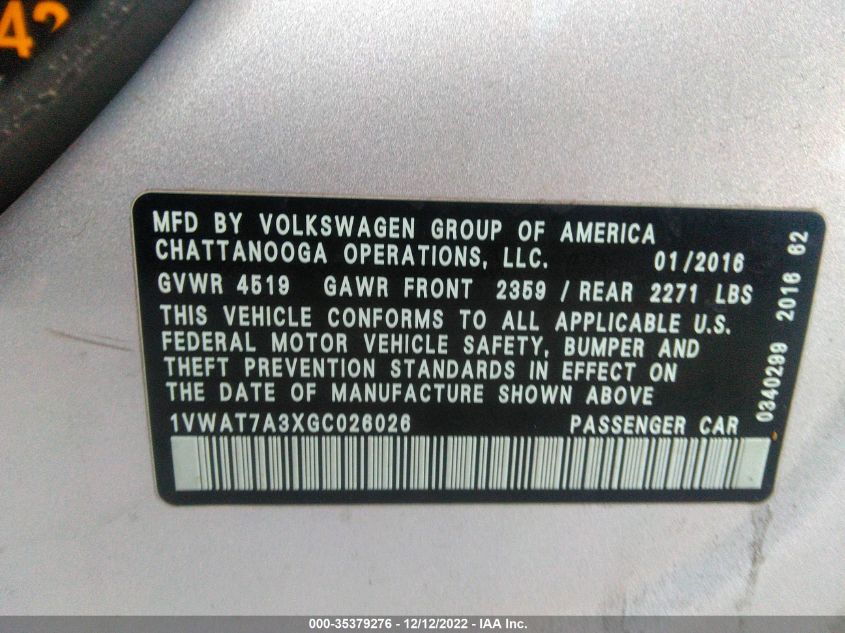 42
MFD BY VOLKSWAGEN GROUP OF AMERICA
CHATTANOOGA OPERATIONS, LLC. 01/2016
GVWR 4519 GAWR FRONT 2359 / REAR 2271 LBS
THIS VEHICLE CONFORMS TO ALL APPLICABLE U.S.
FEDERAL MOTOR VEHICLE SAFETY, BUMPER AND
THEFT PREVENTION STANDARDS IN EFFECT ON
THE DATE OF MANUFACTURE SHOWN ABOVE
1VWAT7A3XGC026026 PASSENGER CAR
0340299 2016 62
000-35379276 - 12/12/2022 - IAA Inc.